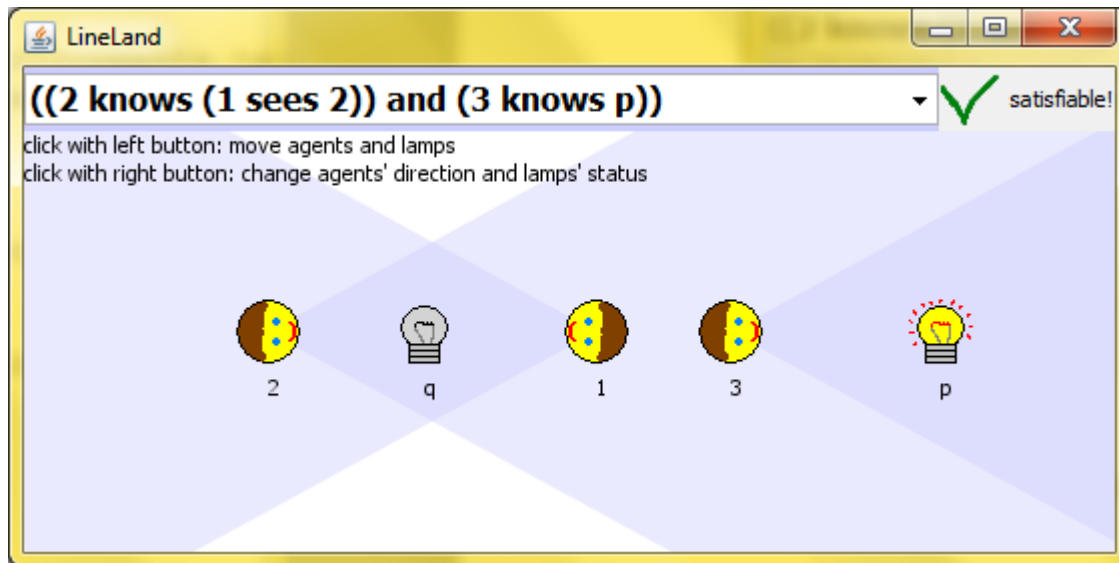 LineLand
((2 knows (1 sees 2)) and (3 knows p))
satisfiable!
click with left button: move agents and lamps
click with right button: change agents' direction and lamps' status
2 q 1 3 p